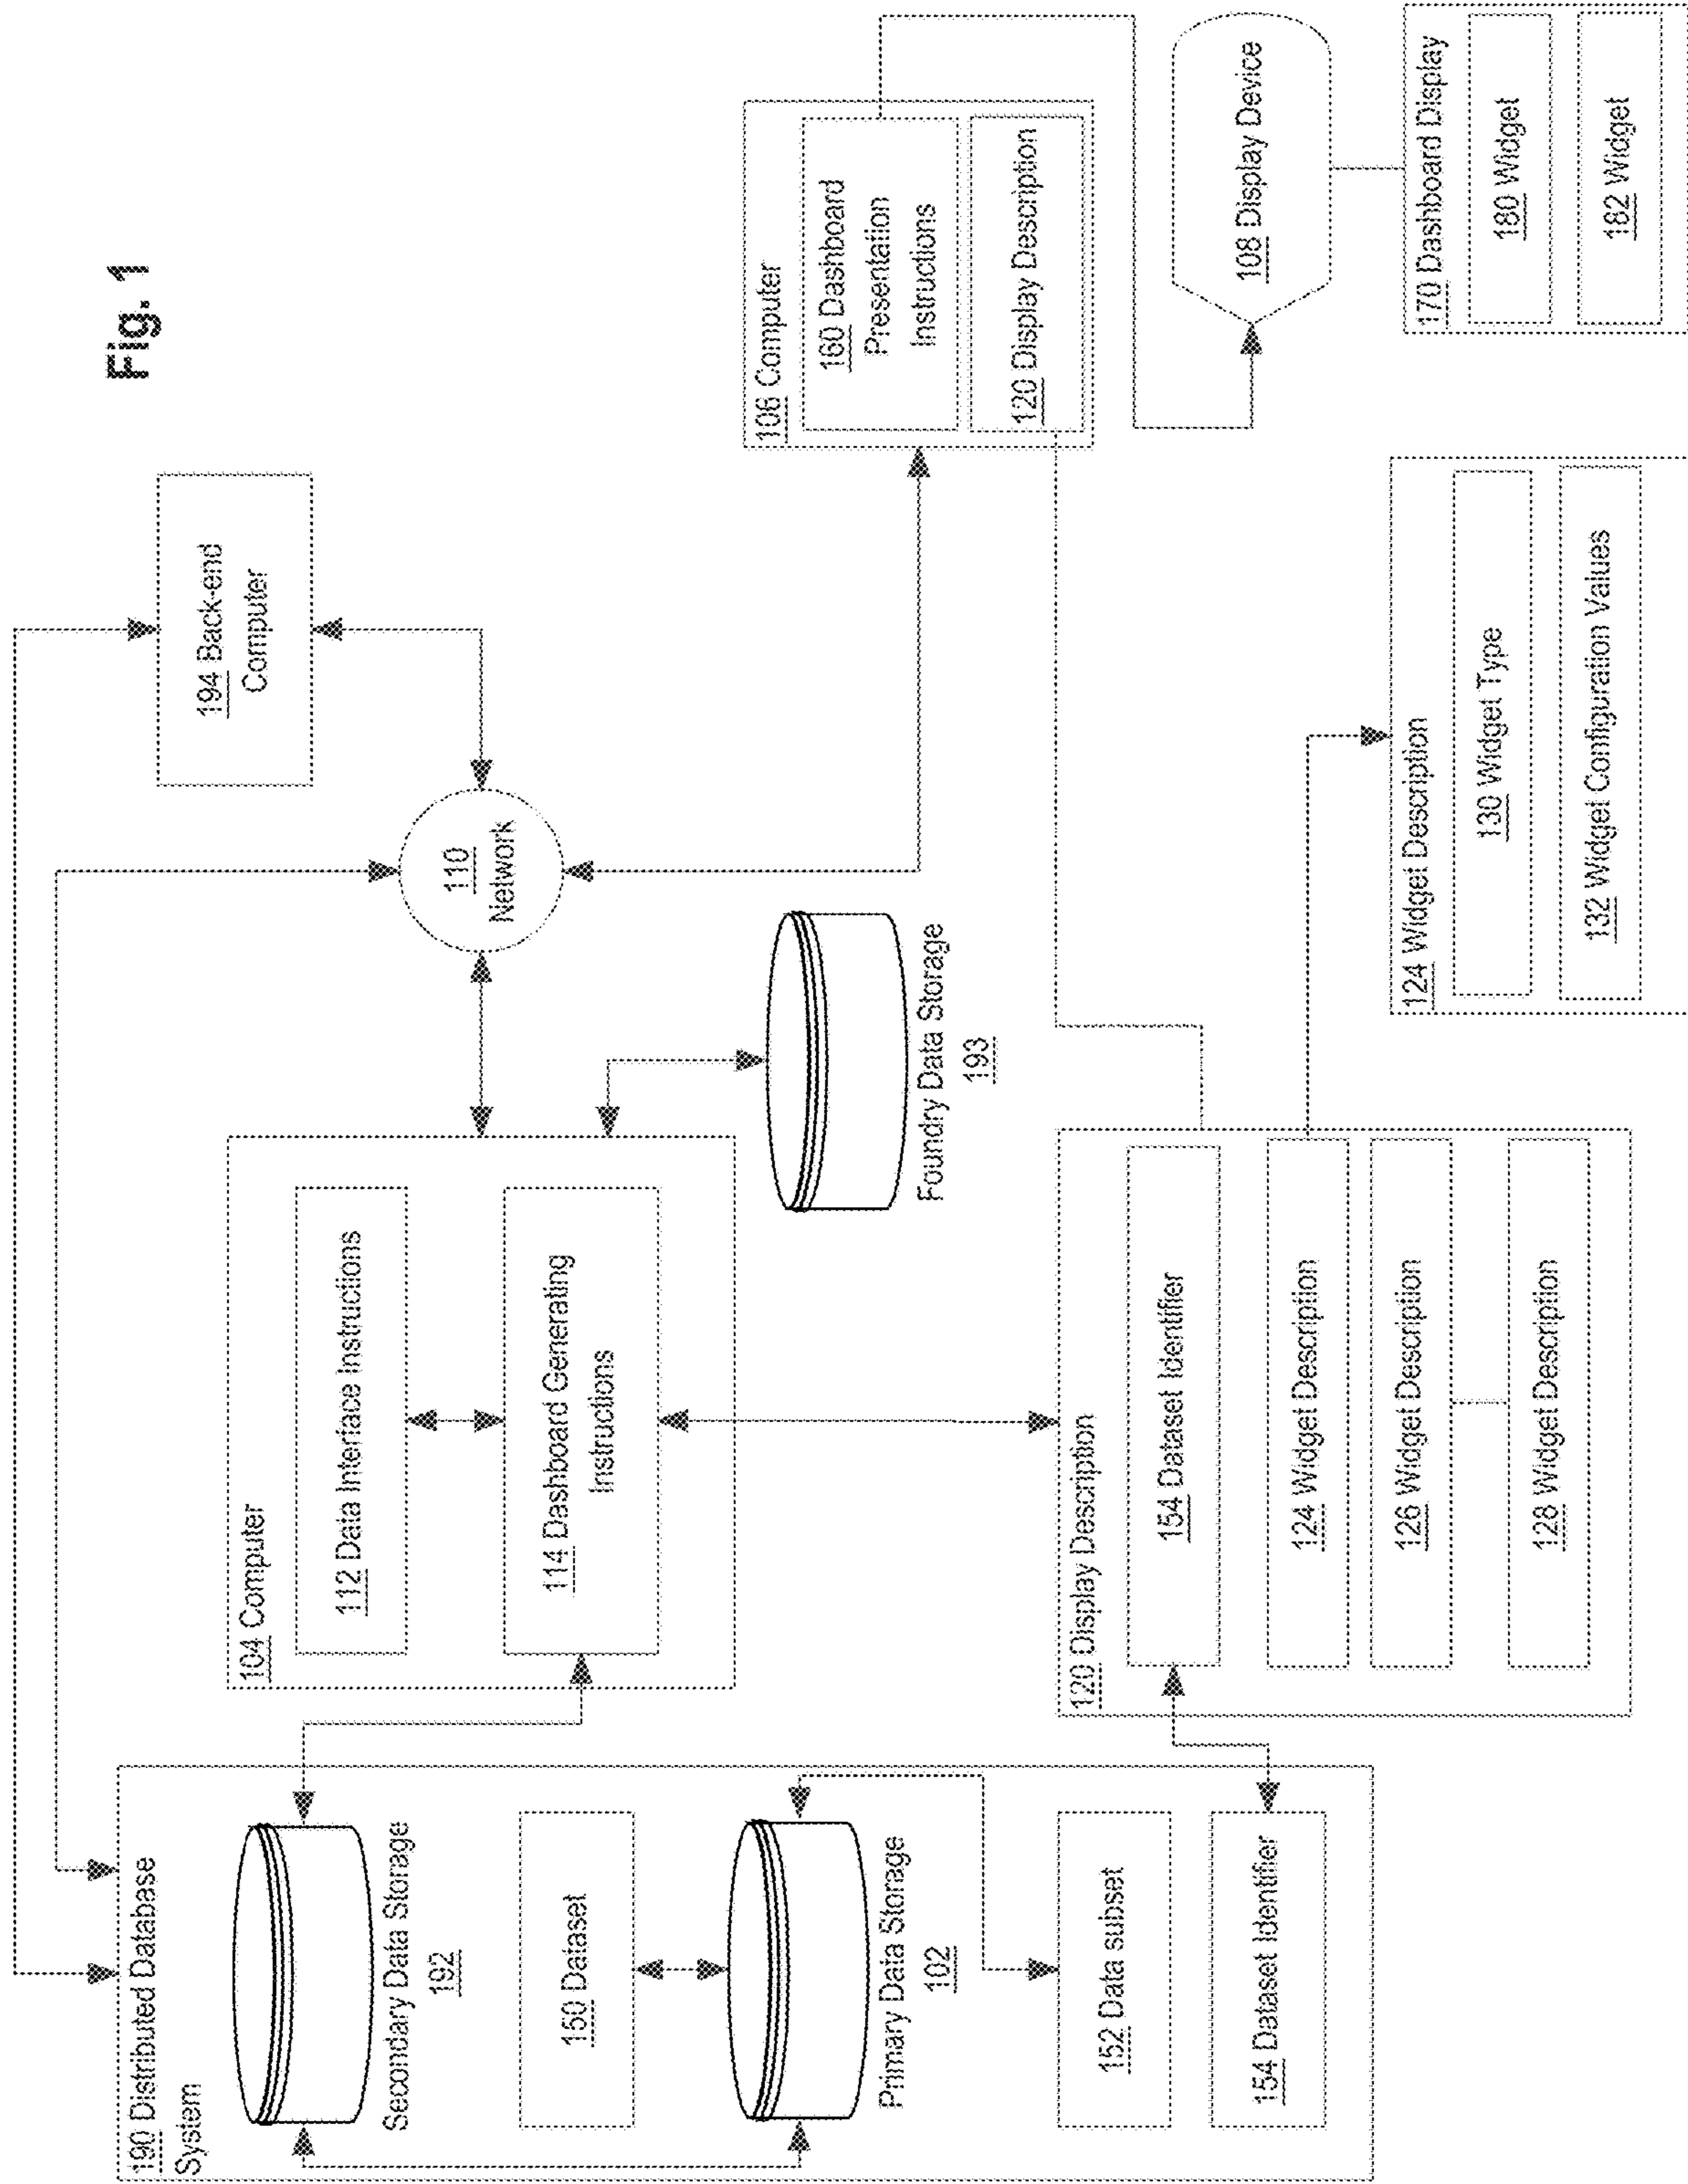 Fig. 1
190 Distributed Database
System
Secondary Data Storage
192
150 Dataset
Primary Data Storage
102
152 Data subset
154 Dataset Identifier
104 Computer
112 Data Interface Instructions
114 Dashboard Generating
Instructions
Foundry Data Storage
193
110
Network
194 Back-end
Computer
106 Computer
160 Dashboard
Presentation
Instructions
120 Display Description
108 Display Device
170 Dashboard Display
180 Widget
182 Widget
120 Display Description
154 Dataset Identifier
124 Widget Description
126 Widget Description
128 Widget Description
124 Widget Description
130 Widget Type
132 Widget Configuration Values